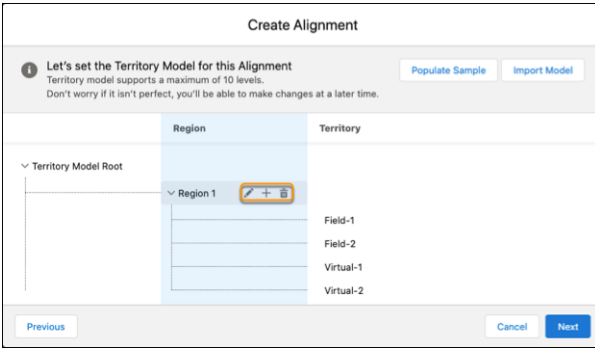 Create Alignment
Let's set the Territory Model for this Alignment
Territory model supports a maximum of 10 levels.
Don't worry if it isn't perfect, you'll be able to make changes at a later time.
Populate Sample
Import Model
Region
Territory
Territory Model Root
Region 1
Field-1
Field-2
Virtual-1
Virtual-2
Previous
Cancel
Next